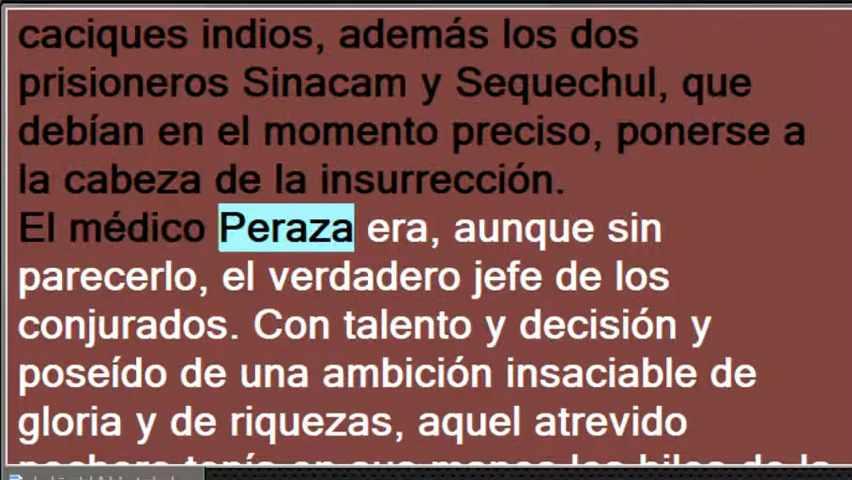 caciques indios, además los dos
prisioneros Sinacam y Sequechul, que
debían en el momento preciso, ponerse a
la cabeza de la insurrección.
El médico Peraza era, aunque sin
parecerlo, el verdadero jefe de los
conjurados. Con talento y decisión y
poseído de una ambición insaciable de
gloria y de riquezas, aquel atrevido